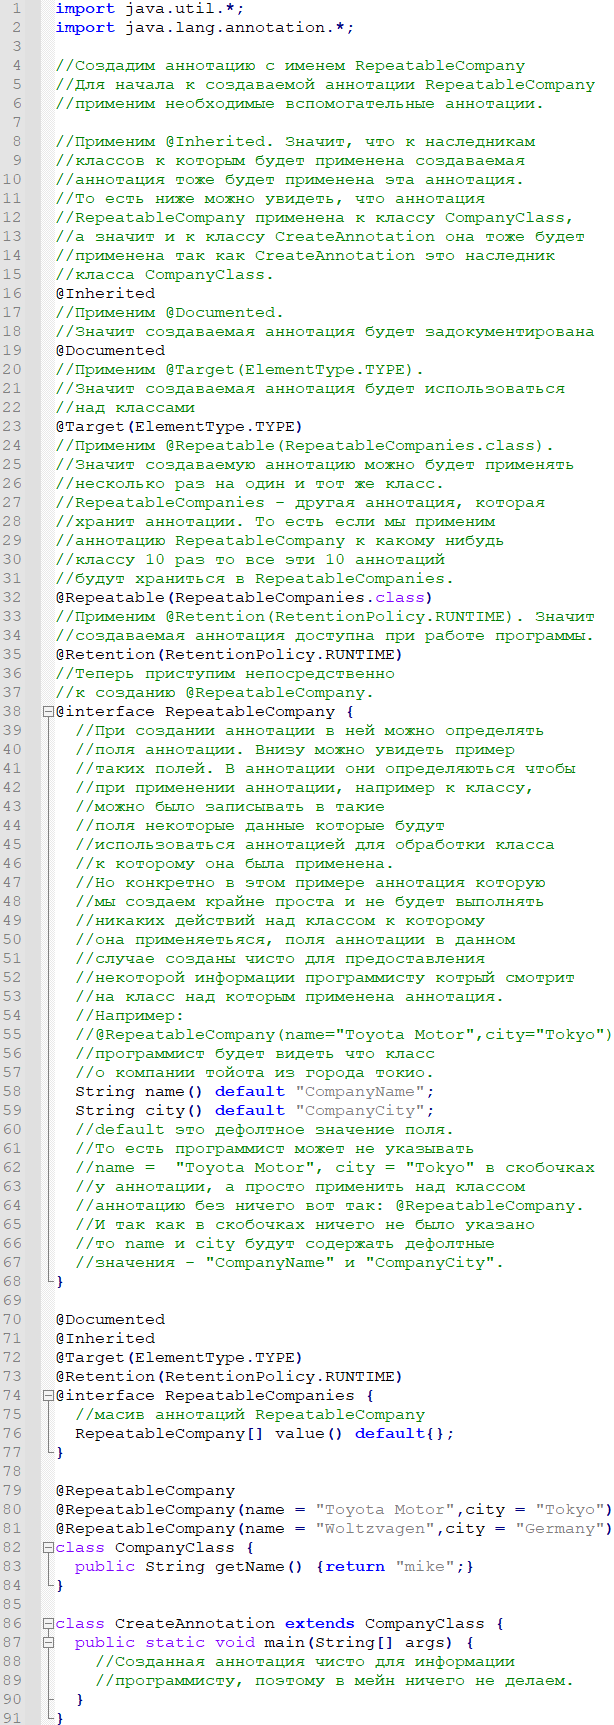 1 import java.util.*;
2 import java.lang.annotation.*;
3
4 //Создадим аннотацию с именем RepeatableCompany
5 //Для начала к создаваемой аннотации RepeatableCompany
6 //применим необходимые вспомогательные аннотации.
7
8 //Применим @Inherited. Значит, что к наследникам
9 //классов к которым будет применена создаваемая
10 //аннотация тоже будет применена эта аннотация.
11 //То есть ниже можно увидеть, что аннотация
12 //RepeatableCompany применена к классу CompanyClass,
13 //а значит и к классу CreateAnnotation она тоже будет
14 //применена так как CreateAnnotation это наследник
15 //класса CompanyClass.
16 @Inherited
17 //Применим @Documented.
18 //Значит создаваемая аннотация будет задокументирована
19 @Documented
20 //Применим @Target(ElementType.TYPE).
21 //Значит создаваемая аннотация будет использоваться
22 //над классами
23 @Target(ElementType.TYPE)
24 //Применим @Repeatable(RepeatableCompanies.class).
25 //Значит создаваемую аннотацию можно будет применять
26 //несколько раз на один и тот же класс.
27 //RepeatableCompanies - другая аннотация, которая
28 //хранит аннотации. То есть если мы применим
29 //аннотацию RepeatableCompany к какому нибудь
30 //классу 10 раз то все эти 10 аннотаций
31 //будут храниться в RepeatableCompanies.
32 @Repeatable(RepeatableCompanies.class)
33 //Применим @Retention(RetentionPolicy.RUNTIME). Значит
34 //создаваемая аннотация доступна при работе программы.
35 @Retention(RetentionPolicy.RUNTIME)
36 //Теперь приступим непосредственно
37 //к созданию @RepeatableCompany.
38 @interface RepeatableCompany {
39 //При создании аннотации в ней можно определять
40 //поля аннотации. Внизу можно увидеть пример
41 //таких полей. В аннотации они определяються чтобы
42 //при применении аннотации, например к классу,
43 //можно было записывать в такие
44 //поля некоторые данные которые будут
45 //использоваться аннотацией для обработки класса
46 //к которому она была применена.
47 //Но конкретно в этом примере аннотация которую
48 //мы создаем крайне проста и не будет выполнять
49 //никаких действий над классом к которому
50 //она применяетьяся, поля аннотации в данном
51 //случае созданы чисто для предоставления
52 //некоторой информации программисту котрый смотрит
53 //на класс над которым применена аннотация.
54 //Например:
55 //@RepeatableCompany(name="Toyota Motor",city="Tokyo")
56 //программист будет видеть что класс
57 //о компании тойота из города токио.
58 String name() default "CompanyName";
59 String city() default "CompanyCity";
60 //default это дефолтное значение поля.
61 //То есть программист может не указывать
62 //name =  "Toyota Motor", city = "Tokyo" в скобочках
63 //у аннотации, а просто применить над классом
64 //аннотацию без ничего вот так: @RepeatableCompany.
65 //И так как в скобочках ничего не было указано
66 //то name и city будут содержать дефолтные
67 //значения - "CompanyName" и "CompanyCity".
68 }
69
70 @Documented
71 @Inherited
72 @Target(ElementType.TYPE)
73 @Retention(RetentionPolicy.RUNTIME)
74 @interface RepeatableCompanies {
75 //масив аннотаций RepeatableCompany
76 RepeatableCompany[] value() default{};
77 }
78
79 @RepeatableCompany
80 @RepeatableCompany(name = "Toyota Motor",city = "Tokyo")
81 @RepeatableCompany(name = "Woltzvagen",city = "Germany")
82 class CompanyClass {
83 public String getName() {return "mike";}
84 }
85
86 class CreateAnnotation extends CompanyClass {
87 public static void main(String[] args) {
88 //Созданная аннотация чисто для информации
89 //программисту, поэтому в мейн ничего не делаем.
90 }
91 }